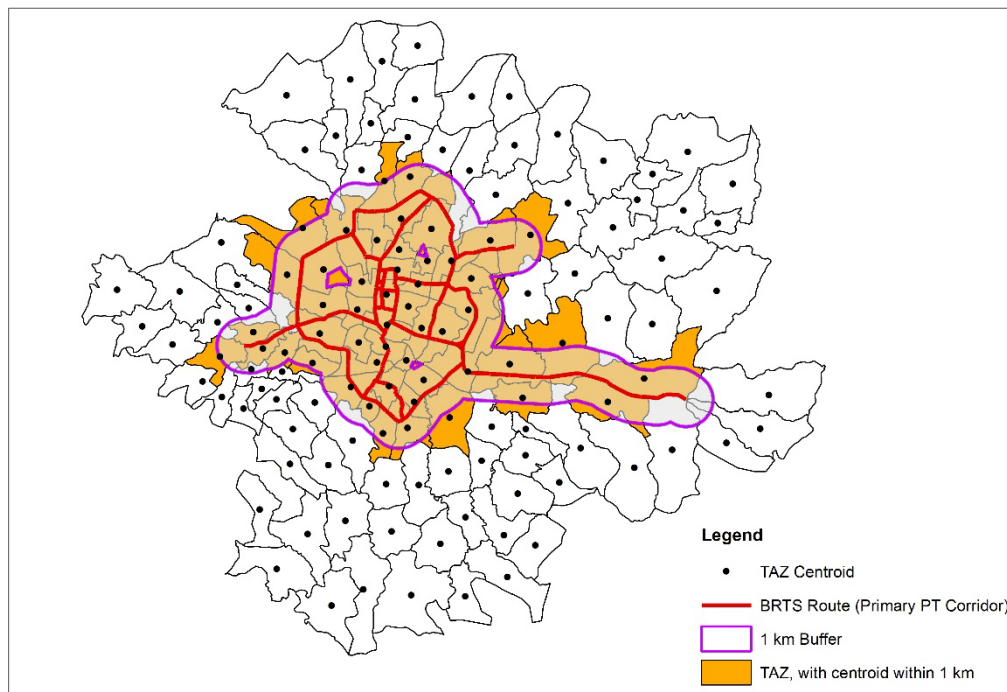 Legend
TAZ Centroid
BRTS Route (Primary PT Corridor)
1 km Buffer
TAZ, with centroid within 1 km